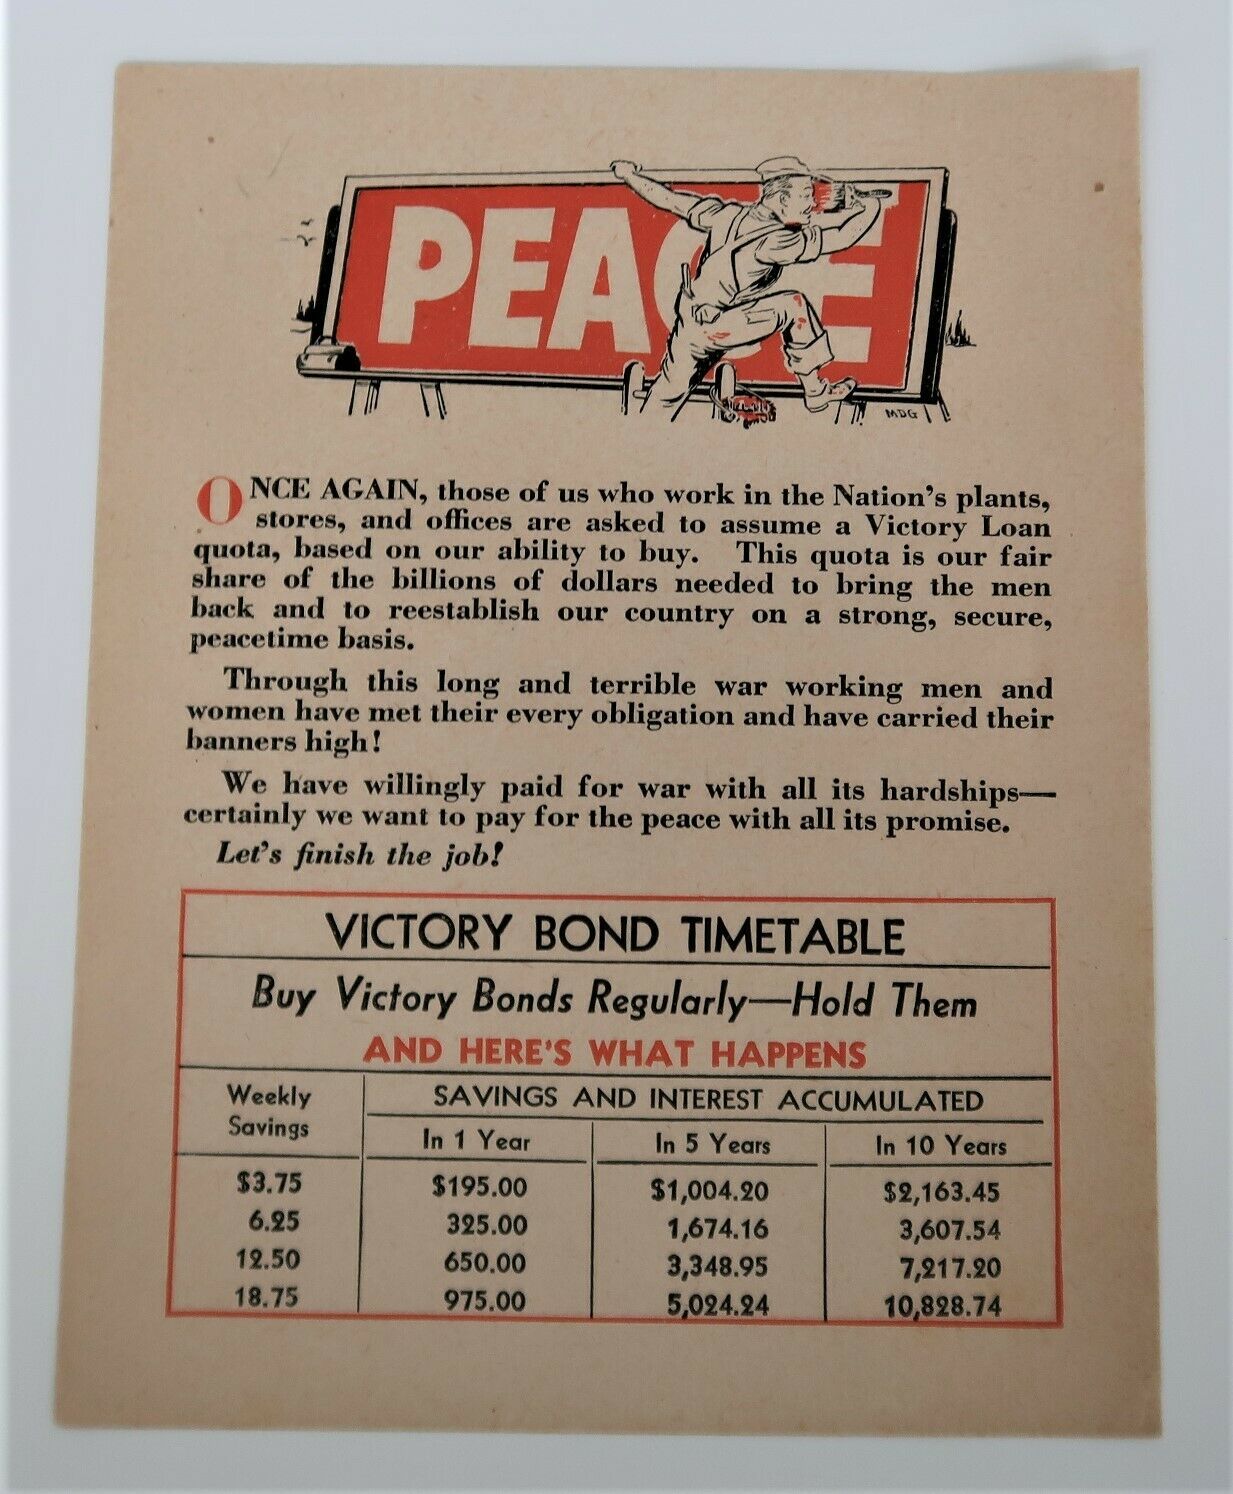 PEACE
MDG
ONCE AGAIN, those of us who work in the Nation's plants,
stores, and offices are asked to assume a Victory Loan
quota, based on our ability to buy. This quota is our fair
share of the billions of dollars needed to bring the men
back and to reestablish our country on a strong, secure,
peacetime basis.
Through this long and terrible war working men and
women have met their every obligation and have carried their
banners high!
We have willingly paid for war with all its hardships—
certainly we want to pay for the peace with all its promise.
Let's finish the job!
VICTORY BOND TIMETABLE
Buy Victory Bonds Regularly—Hold Them
AND HERE'S WHAT HAPPENS
Weekly Savings
SAVINGS AND INTEREST ACCUMULATED
In 1 Year In 5 Years In 10 Years
$3.75 $195.00 $1,004.20 $2,163.45
6.25 325.00 1,674.16 3,607.54
12.50 650.00 3,348.95 7,217.20
18.75 975.00 5,024.24 10,828.74